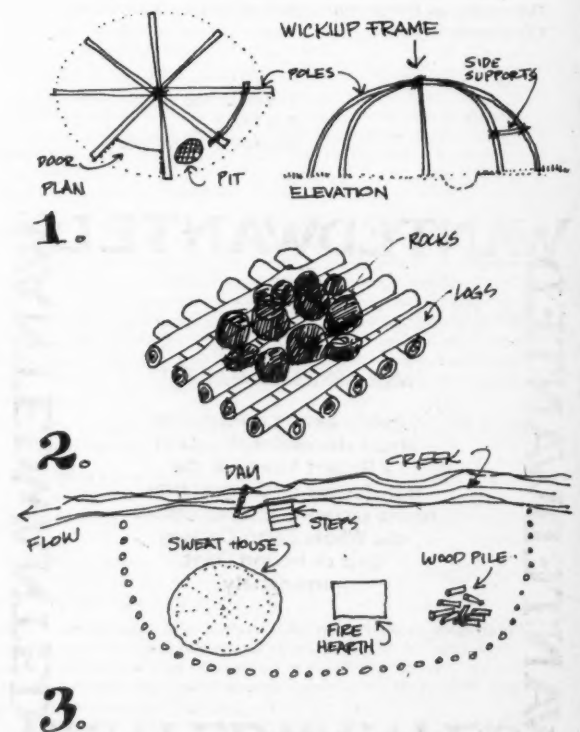 WICKIUP FRAME
POLES
SIDE
SUPPORTS
DOOR
PLAN
PIT
ELEVATION
1.
ROCKS
LOGS
2.
DAM
CREEK
FLOW
STEPS
SWEAT HOUSE
WOOD PILE
FIRE
HEARTH
3.